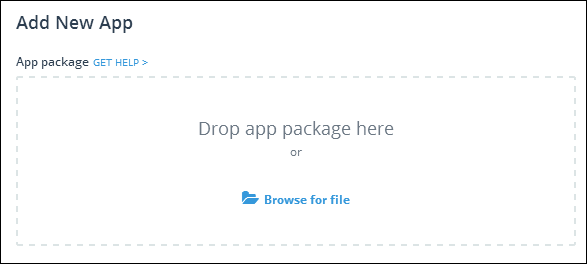 Add New App
App package GET HELP >
Drop app package here
or
Browse for file